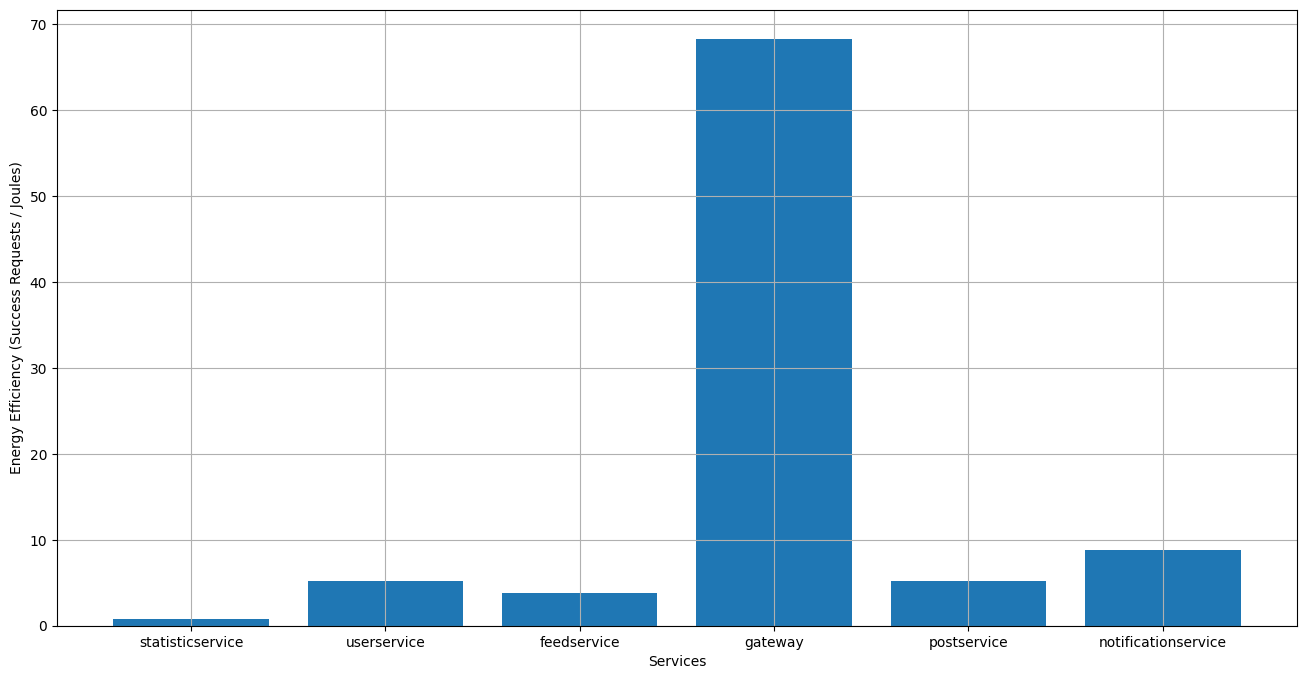 Energy Efficiency (Success Requests / Joules)
70
60
50
40
30
20
10
0
statisticservice
userservice
feedservice
gateway
postservice
notificationservice
Services